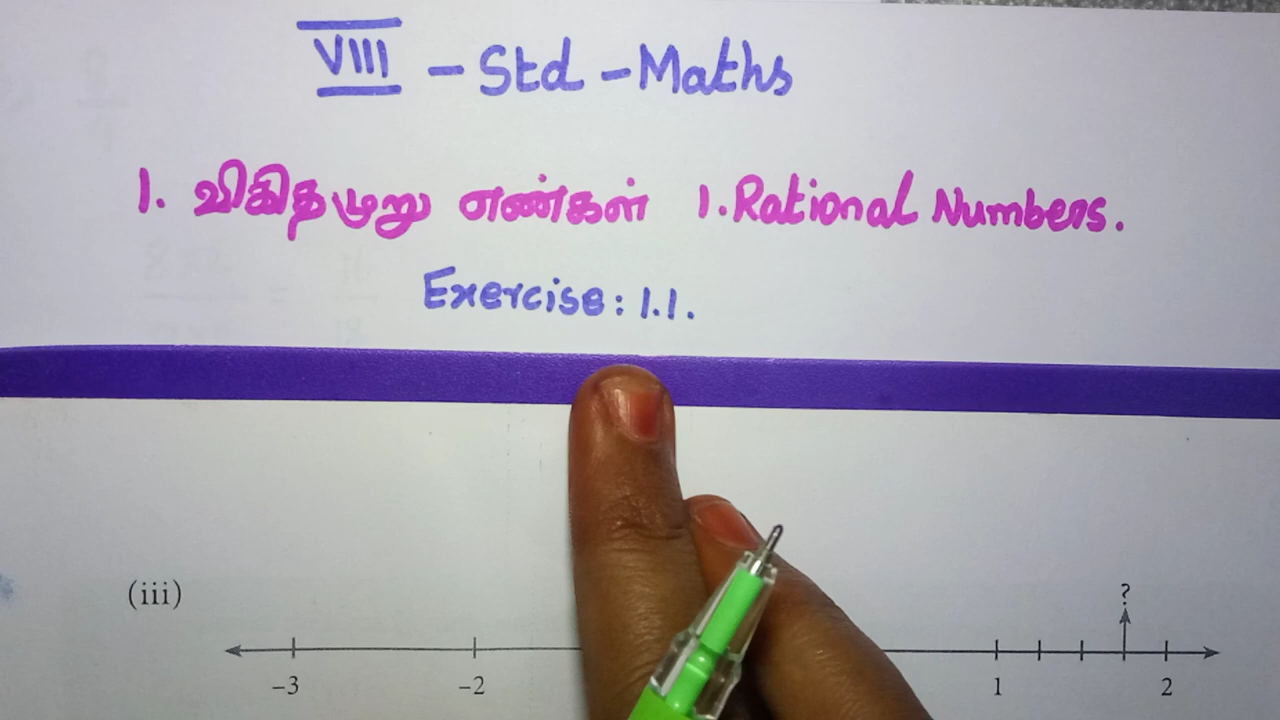 VIII - Std - Maths
1. விகிதமுறு எண்கள் 1. Rational Numbers.
Exercise: 1.1.
(iii)
?
-3 -2 1 2